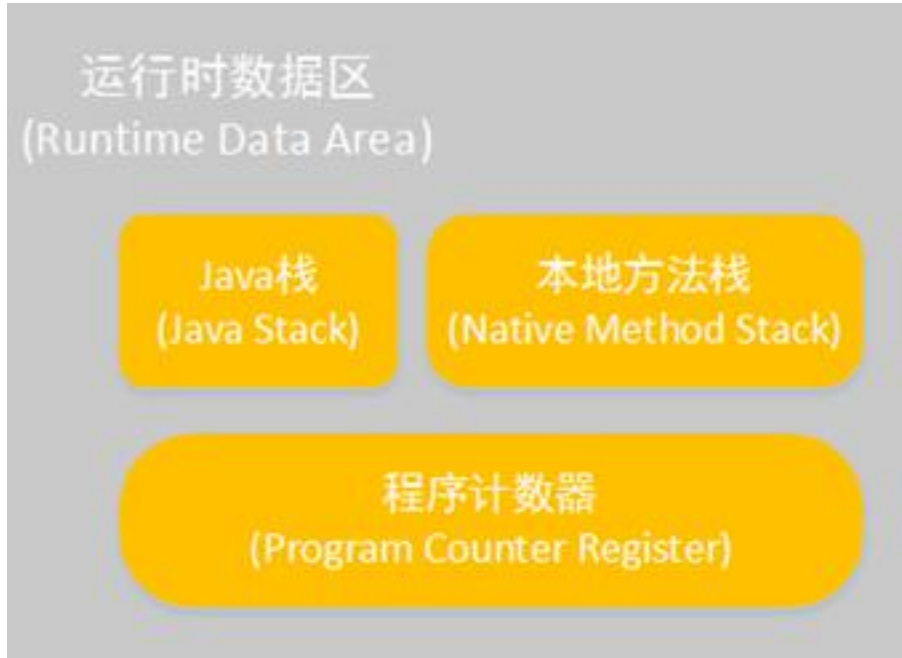 运行时数据区
(Runtime Data Area)
Java栈
(Java Stack)
本地方法栈
(Native Method Stack)
程序计数器
(Program Counter Register)